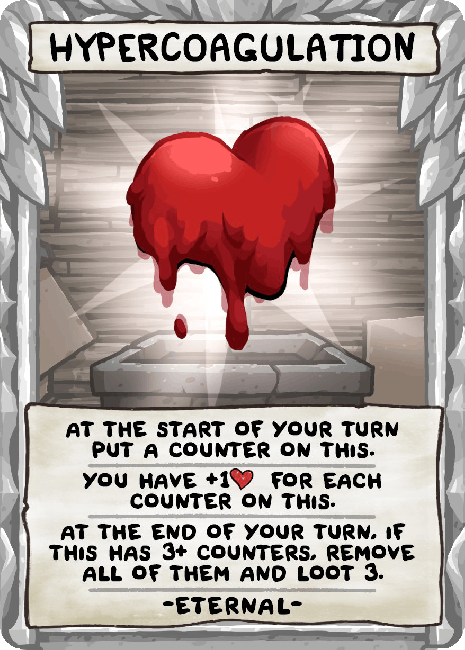 HYPERCOAGULATION
AT THE START OF YOUR TURN
PUT A COUNTER ON THIS.
YOU HAVE +1❤ FOR EACH
COUNTER ON THIS.
AT THE END OF YOUR TURN, IF
THIS HAS 3+ COUNTERS, REMOVE
ALL OF THEM AND LOOT 3.
-ETERNAL-